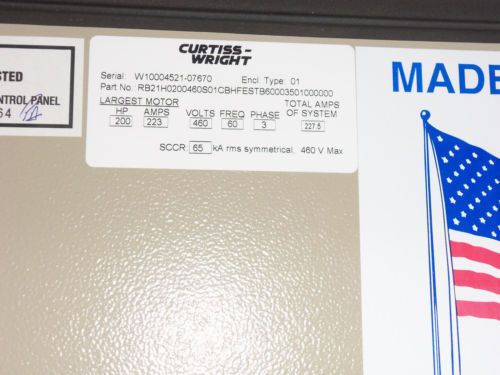 CURTISS-
WRIGHT
Serial: W10004521-07670 Encl. Type: 01
Part No.: RB21H0200460S01CBHFESTB60003501000000
LARGEST MOTOR
HP AMPS VOLTS FREQ PHASE TOTAL AMPS OF SYSTEM
200 223 460 60 3 227.5
SCCR: 65 kA rms symmetrical, 460 V Max
STED
NTROL PANEL
64
MADE